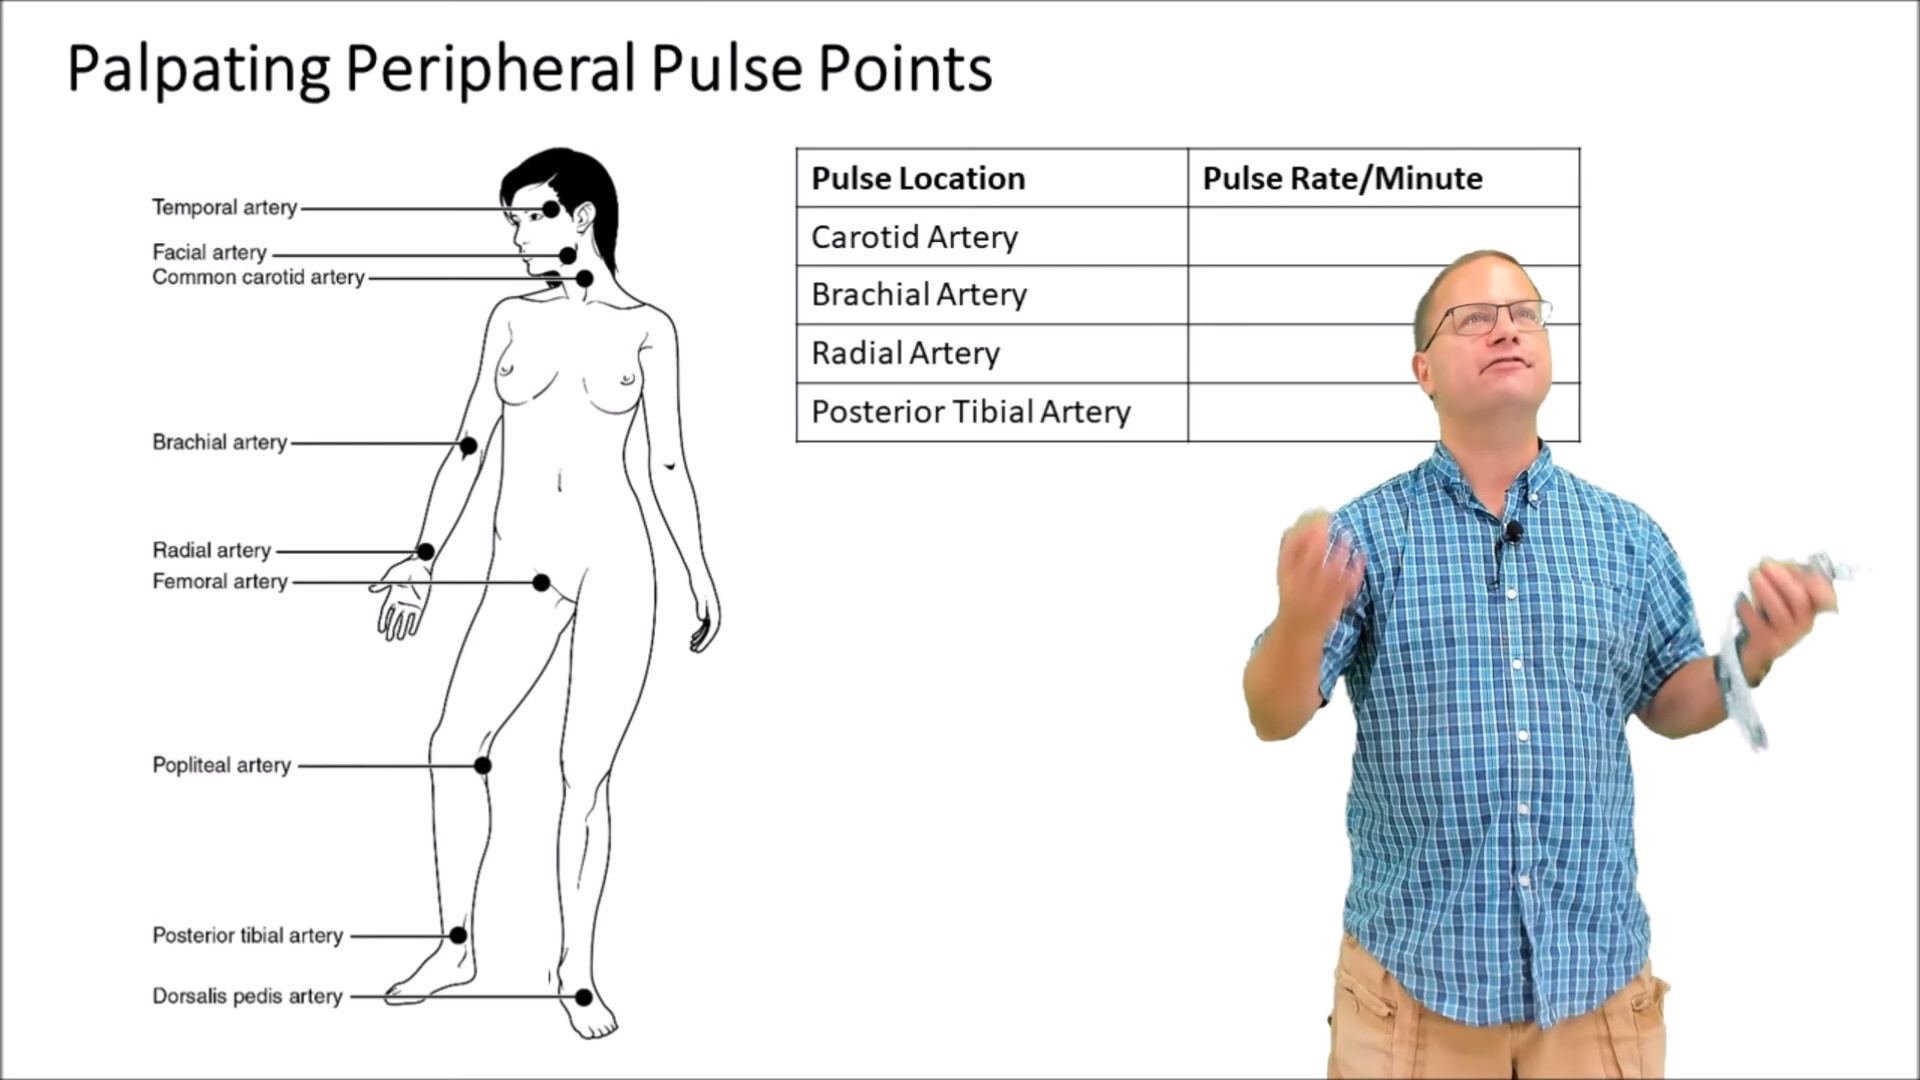 Palpating Peripheral Pulse Points
Temporal artery
Facial artery
Common carotid artery
Brachial artery
Radial artery
Femoral artery
Popliteal artery
Posterior tibial artery
Dorsalis pedis artery
Pulse Location Pulse Rate/Minute
Carotid Artery
Brachial Artery
Radial Artery
Posterior Tibial Artery